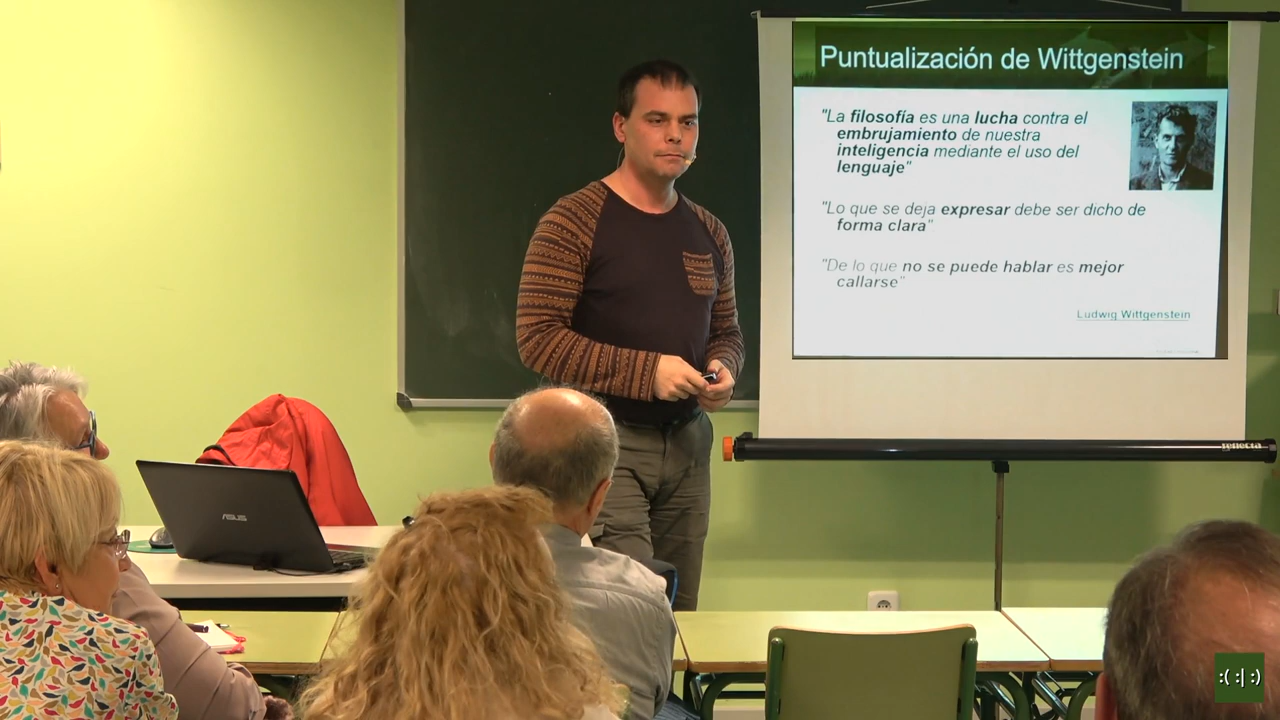 Puntualización de Wittgenstein
"La filosofía es una lucha contra el
embrujamiento de nuestra
inteligencia mediante el uso del
lenguaje"
"Lo que se deja expresar debe ser dicho de
forma clara"
"De lo que no se puede hablar es mejor
callarse"
Ludwig Wittgenstein
reflecta
ASUS
:( :| :)